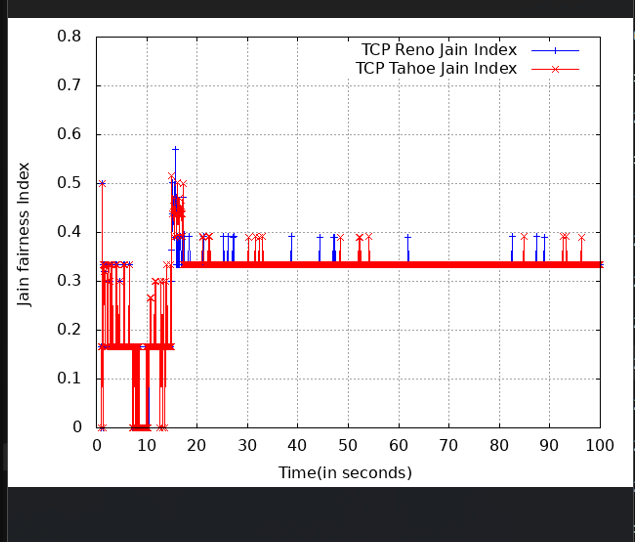 0.8
0.7
0.6
0.5
0.4
0.3
0.2
0.1
0
0 10 20 30 40 50 60 70 80 90 100
Jain fairness Index
Time(in seconds)
TCP Reno Jain Index
TCP Tahoe Jain Index